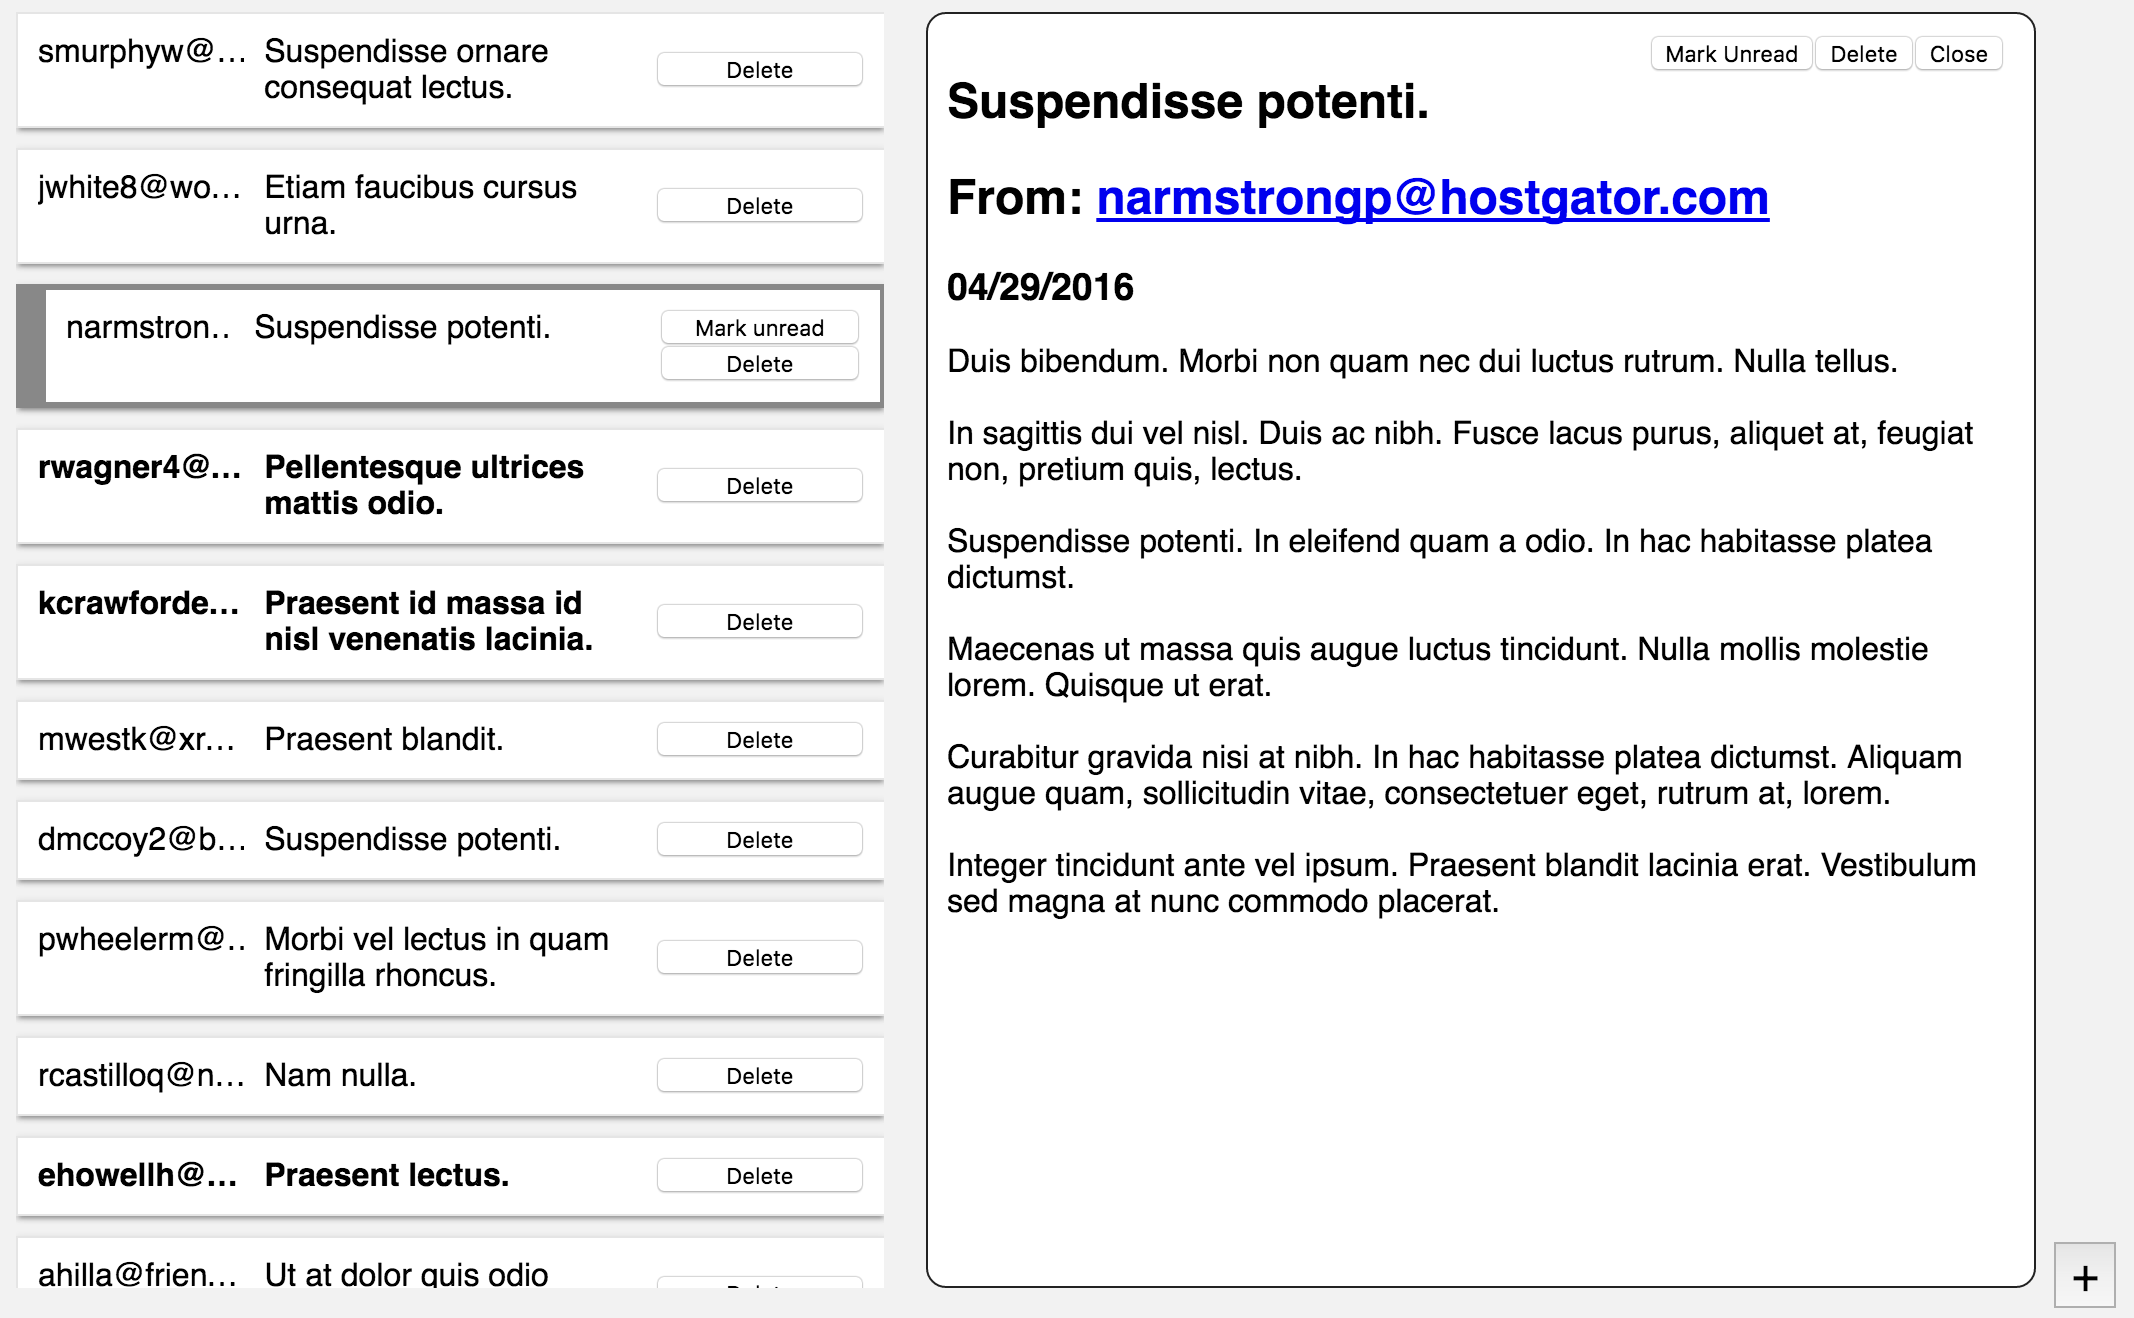 smurphyw@… Suspendisse ornare
consequat lectus.
Delete
jwhite8@wo… Etiam faucibus cursus
urna.
Delete
narmstron.. Suspendisse potenti.
Mark unread
Delete
rwagner4@… Pellentesque ultrices
mattis odio.
Delete
kcrawforde… Praesent id massa id
nisl venenatis lacinia.
Delete
mwestk@xr… Praesent blandit.
Delete
dmccoy2@b… Suspendisse potenti.
Delete
pwheelerm@.. Morbi vel lectus in quam
fringilla rhoncus.
Delete
rcastilloq@n… Nam nulla.
Delete
ehowellh@… Praesent lectus.
Delete
ahilla@frien… Ut at dolor quis odio
Mark Unread Delete Close
Suspendisse potenti.
From: narmstrongp@hostgator.com
04/29/2016
Duis bibendum. Morbi non quam nec dui luctus rutrum. Nulla tellus.
In sagittis dui vel nisl. Duis ac nibh. Fusce lacus purus, aliquet at, feugiat
non, pretium quis, lectus.
Suspendisse potenti. In eleifend quam a odio. In hac habitasse platea
dictumst.
Maecenas ut massa quis augue luctus tincidunt. Nulla mollis molestie
lorem. Quisque ut erat.
Curabitur gravida nisi at nibh. In hac habitasse platea dictumst. Aliquam
augue quam, sollicitudin vitae, consectetuer eget, rutrum at, lorem.
Integer tincidunt ante vel ipsum. Praesent blandit lacinia erat. Vestibulum
sed magna at nunc commodo placerat.
+